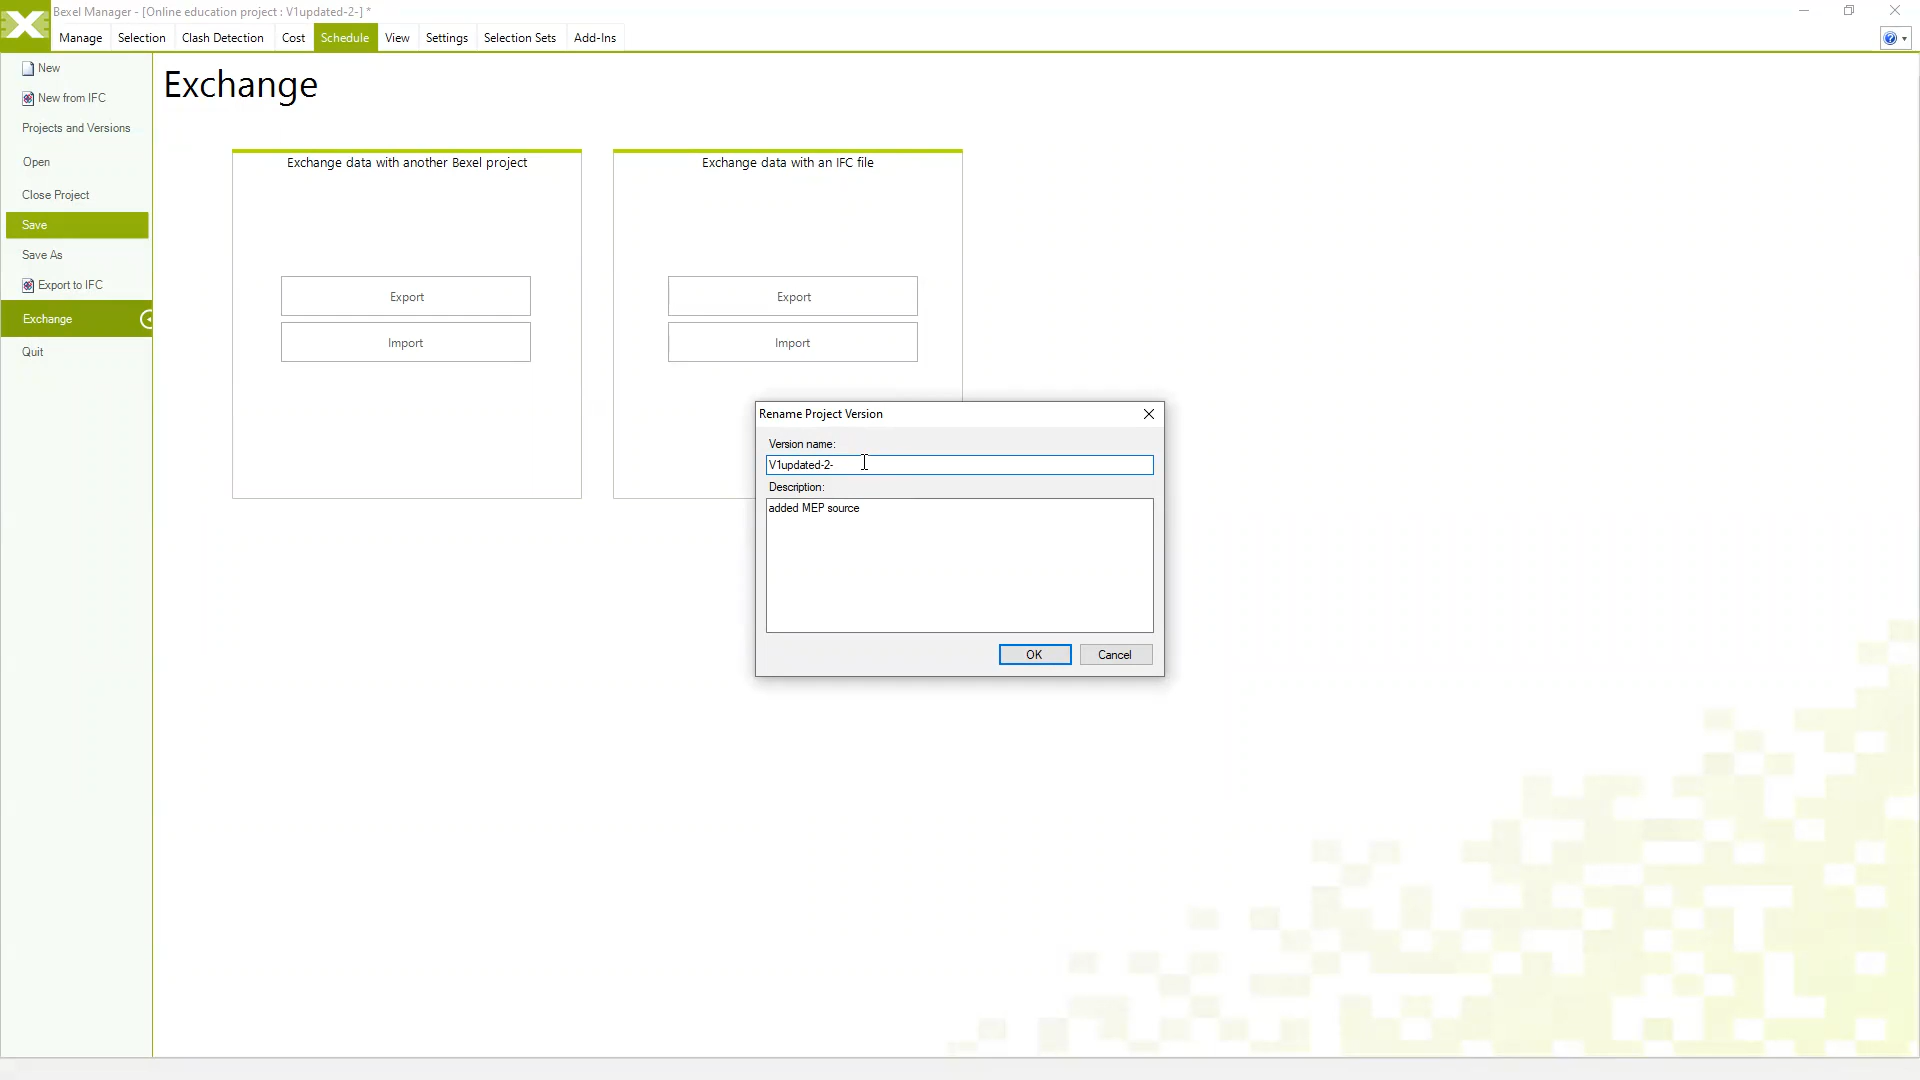 Bexel Manager - [Online education project : V1updated-2-] *
Manage Selection Clash Detection Cost Schedule View Settings Selection Sets Add-Ins
New
New from IFC
Projects and Versions
Open
Close Project
Save
Save As
Export to IFC
Exchange
Quit
Exchange
Exchange data with another Bexel project
Export
Import
Exchange data with an IFC file
Export
Import
Rename Project Version
Version name:
V1updated-2-
Description:
added MEP source
OK Cancel